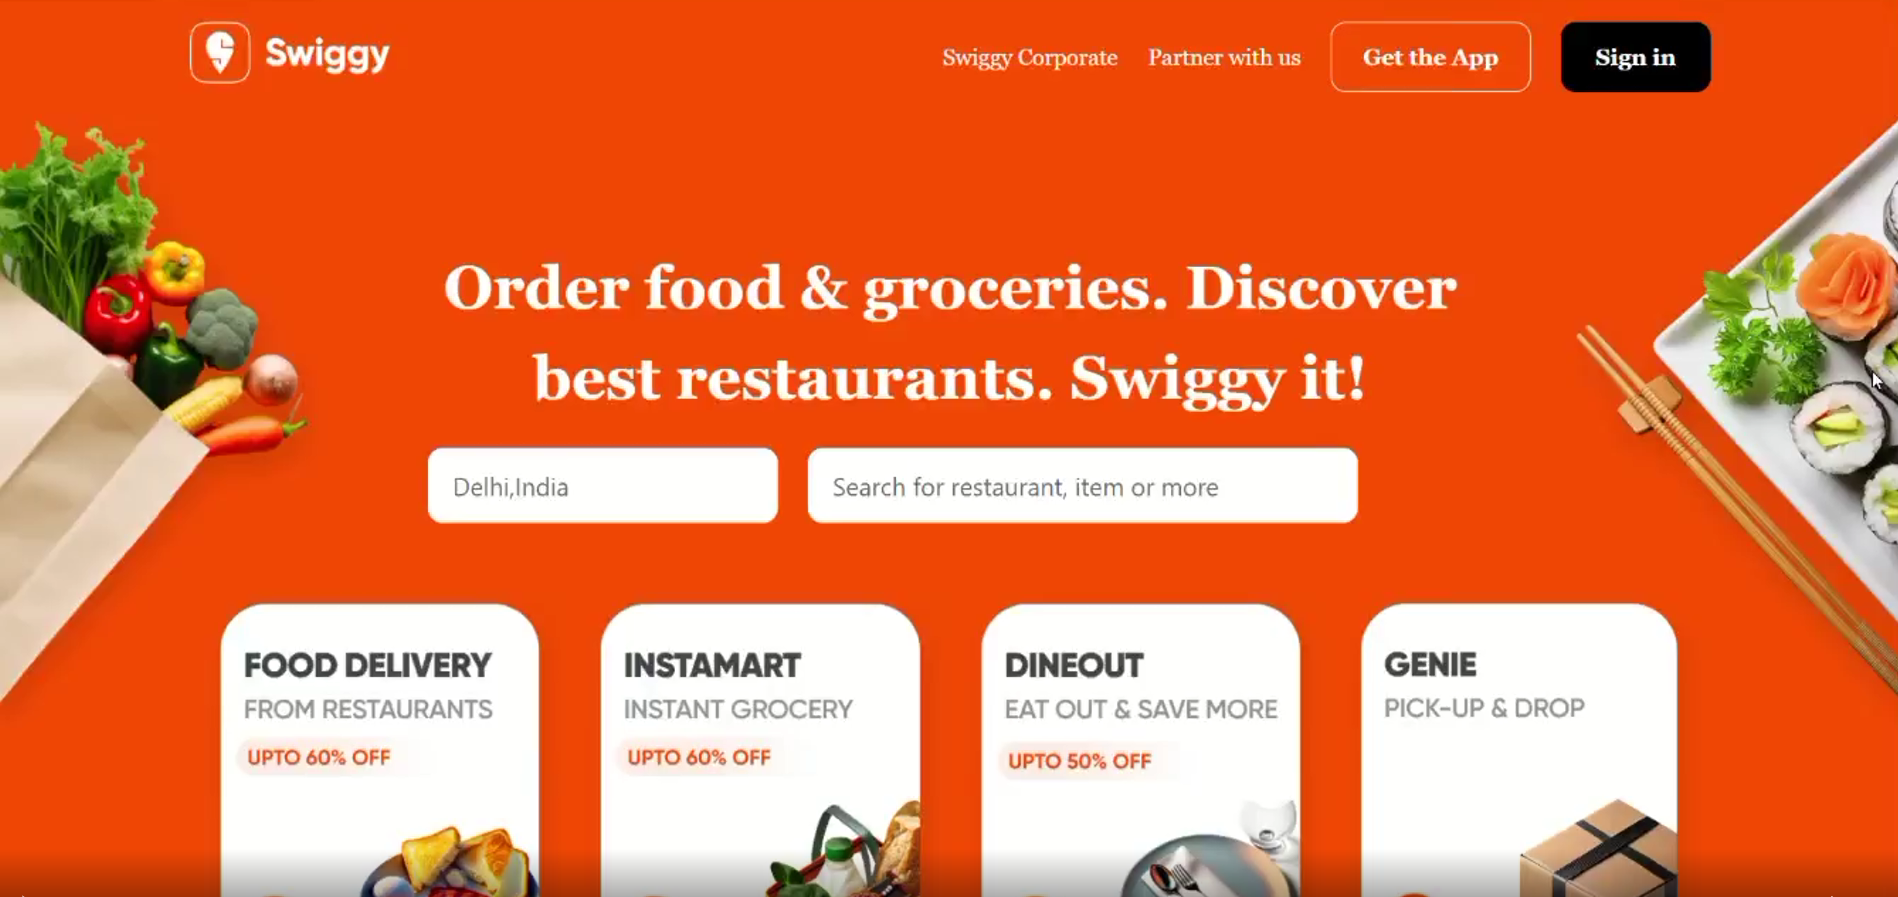 Swiggy
Swiggy Corporate
Partner with us
Get the App
Sign in
Order food & groceries. Discover
best restaurants. Swiggy it!
Delhi,India
Search for restaurant, item or more
FOOD DELIVERY
FROM RESTAURANTS
UPTO 60% OFF
INSTAMART
INSTANT GROCERY
UPTO 60% OFF
DINEOUT
EAT OUT & SAVE MORE
UPTO 50% OFF
GENIE
PICK-UP & DROP